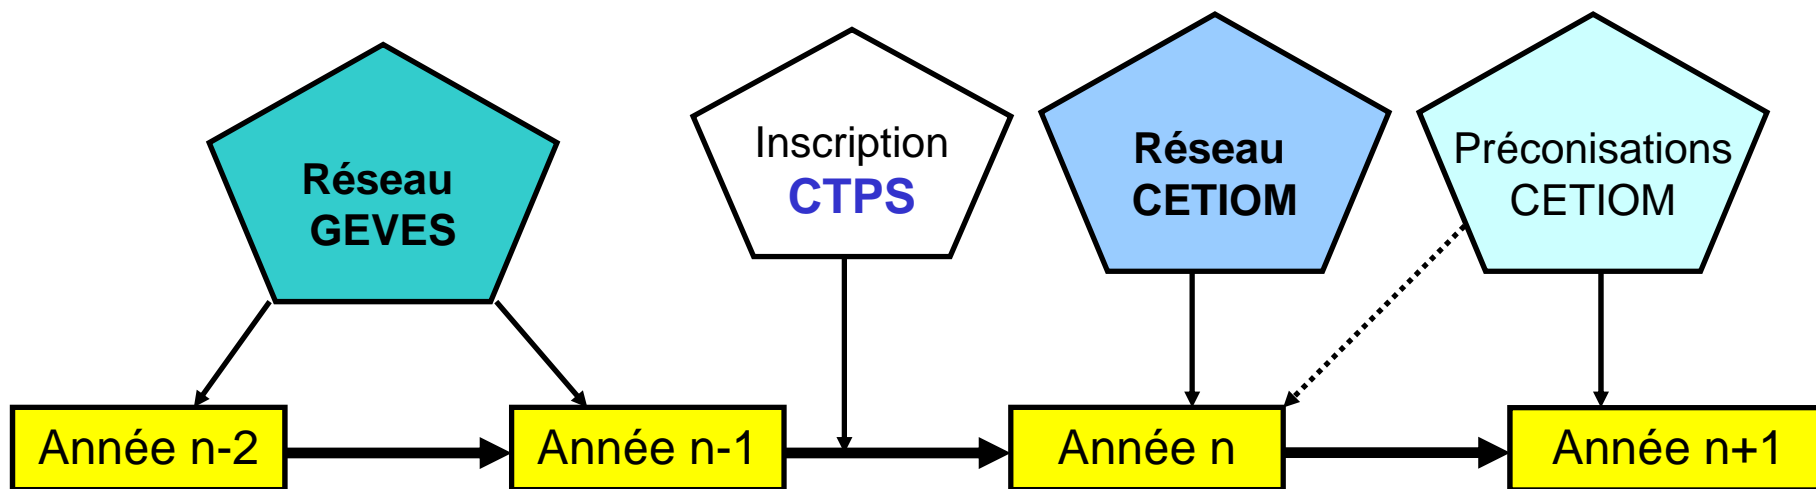 Réseau
GEVES
Inscription
CTPS
Réseau
CETIOM
Préconisations
CETIOM
Année n-2
Année n-1
Année n
Année n+1